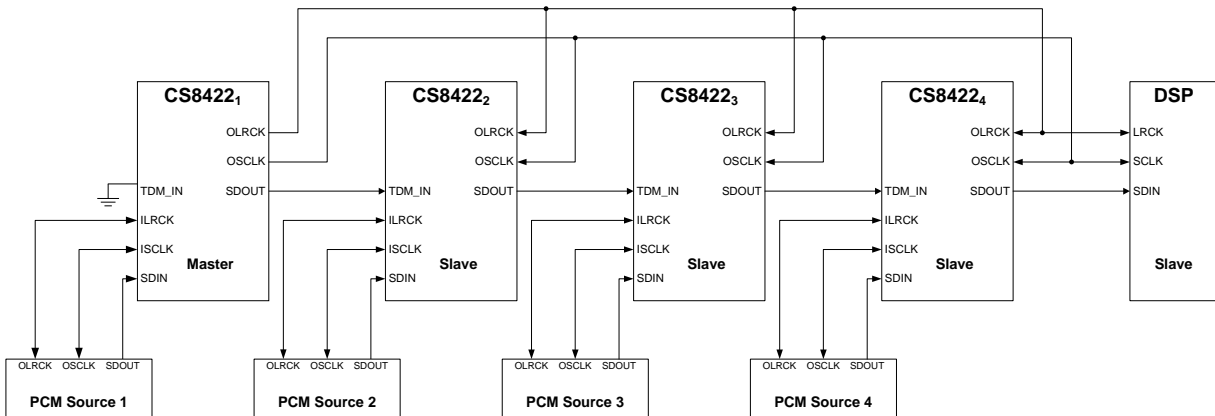 CS8422₁
OLRCK
OSCLK
TDM_IN
SDOUT
ILRCK
ISCLK
Master
SDIN
CS8422₂
OLRCK
OSCLK
TDM_IN
SDOUT
ILRCK
ISCLK
Slave
SDIN
CS8422₃
OLRCK
OSCLK
TDM_IN
SDOUT
ILRCK
ISCLK
Slave
SDIN
CS8422₄
OLRCK
OSCLK
TDM_IN
SDOUT
ILRCK
ISCLK
Slave
SDIN
DSP
LRCK
SCLK
SDIN
Slave
OLRCK OSCLK SDOUT
PCM Source 1
OLRCK OSCLK SDOUT
PCM Source 2
OLRCK OSCLK SDOUT
PCM Source 3
OLRCK OSCLK SDOUT
PCM Source 4